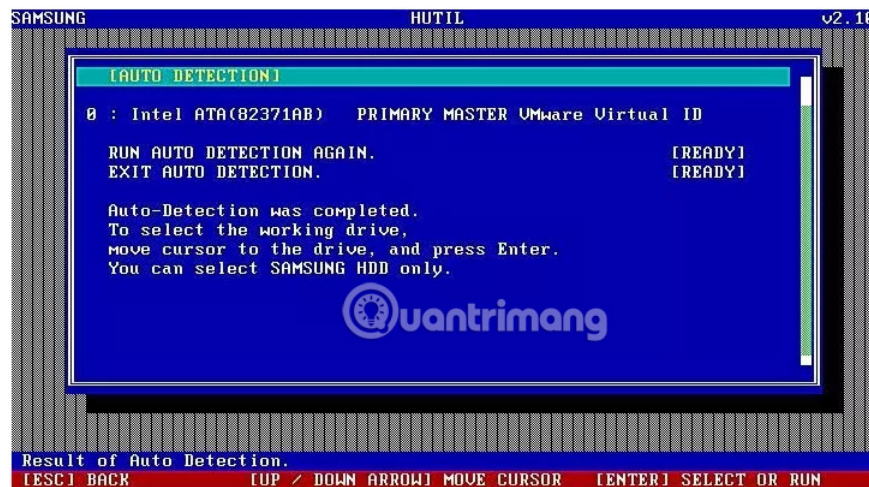 SAMSUNG HUTIL v2.10
[AUTO DETECTION]
0 : Intel ATA(82371AB) PRIMARY MASTER VMware Virtual ID
RUN AUTO DETECTION AGAIN. [READY]
EXIT AUTO DETECTION. [READY]
Auto-Detection was completed.
To select the working drive,
move cursor to the drive, and press Enter.
You can select SAMSUNG HDD only.
Quantrimang
Result of Auto Detection.
[ESC] BACK [UP / DOWN ARROW] MOVE CURSOR [ENTER] SELECT OR RUN